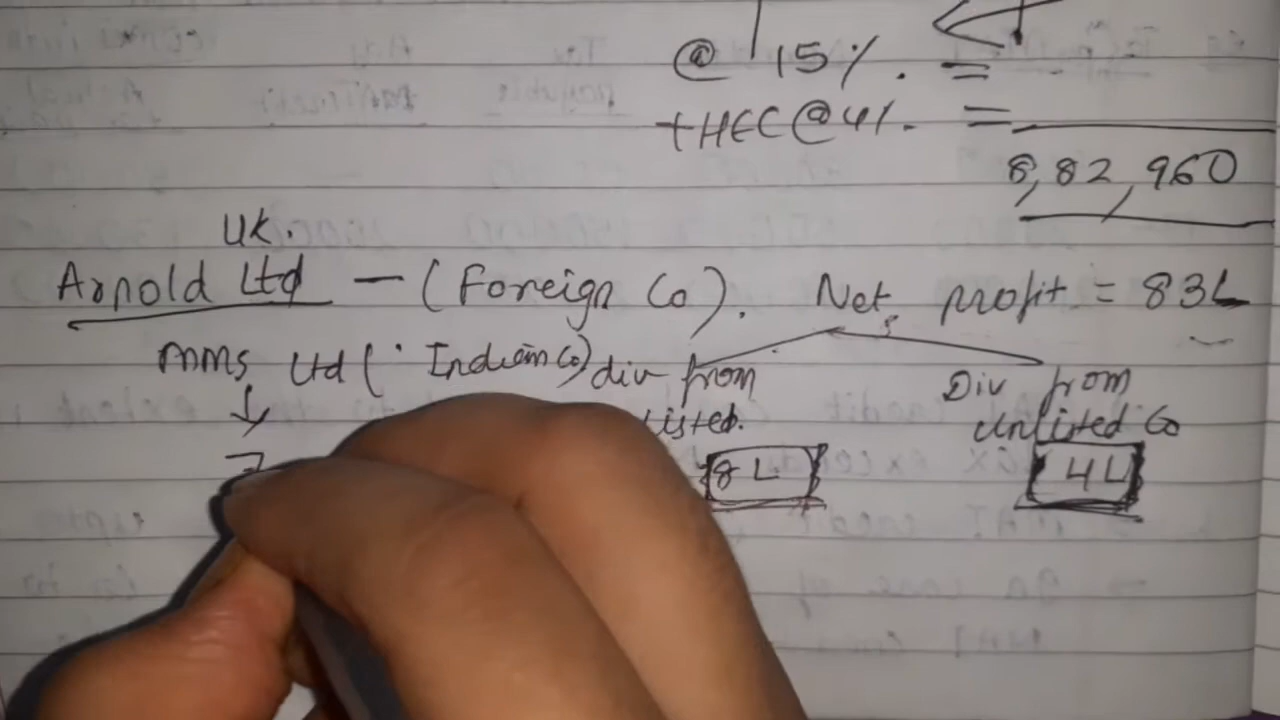 @ 15%. =
+HEC@4%. =
8,82,960
UK.
Arnold Ltd — (Foreign Co). Net profit = 83L
mms Ltd (Indian Co) div from Div from
listed. Unlisted Co
8L 4L
7